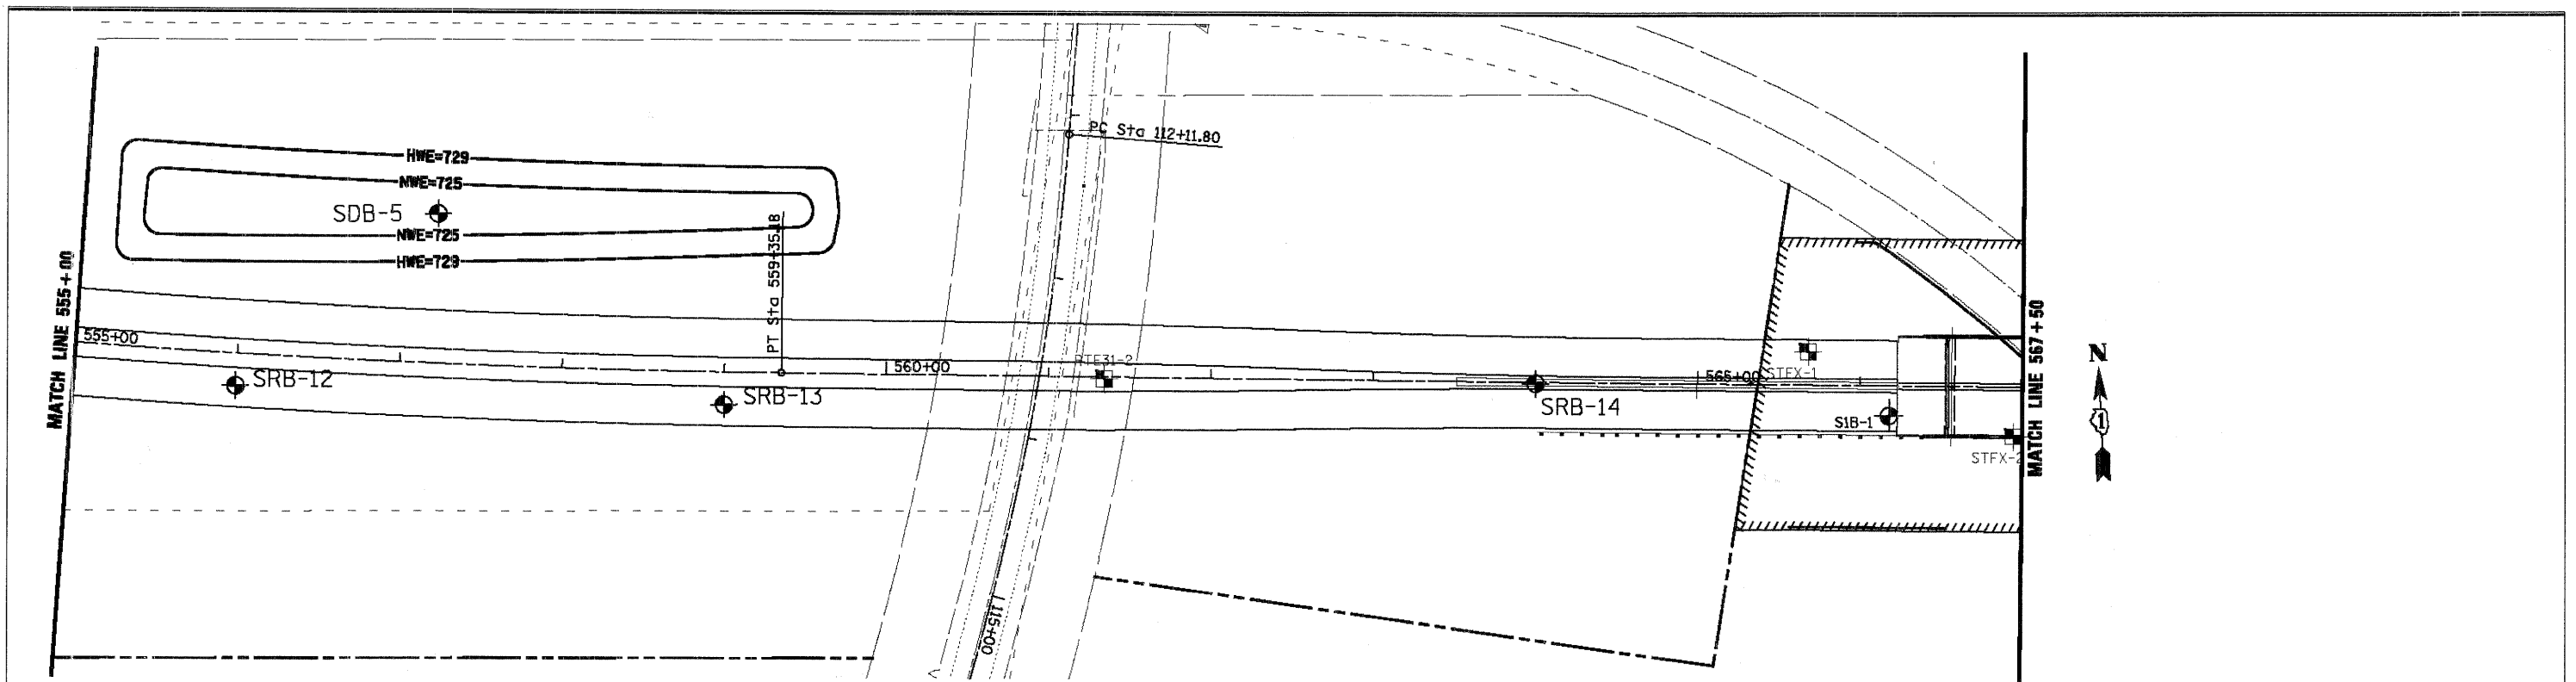 PC Sta 112+11.80
HWE=729
NWE=725
SDB-5
NWE=725
HWE=729
PT Sta 559+35.18
MATCH LINE 555+00
555+00
SRB-12
SRB-13
560+00
RTE31-2
SRB-14
565+00
STFX-1
S1B-1
STFX-2
MATCH LINE 567+50
N
1
115+00